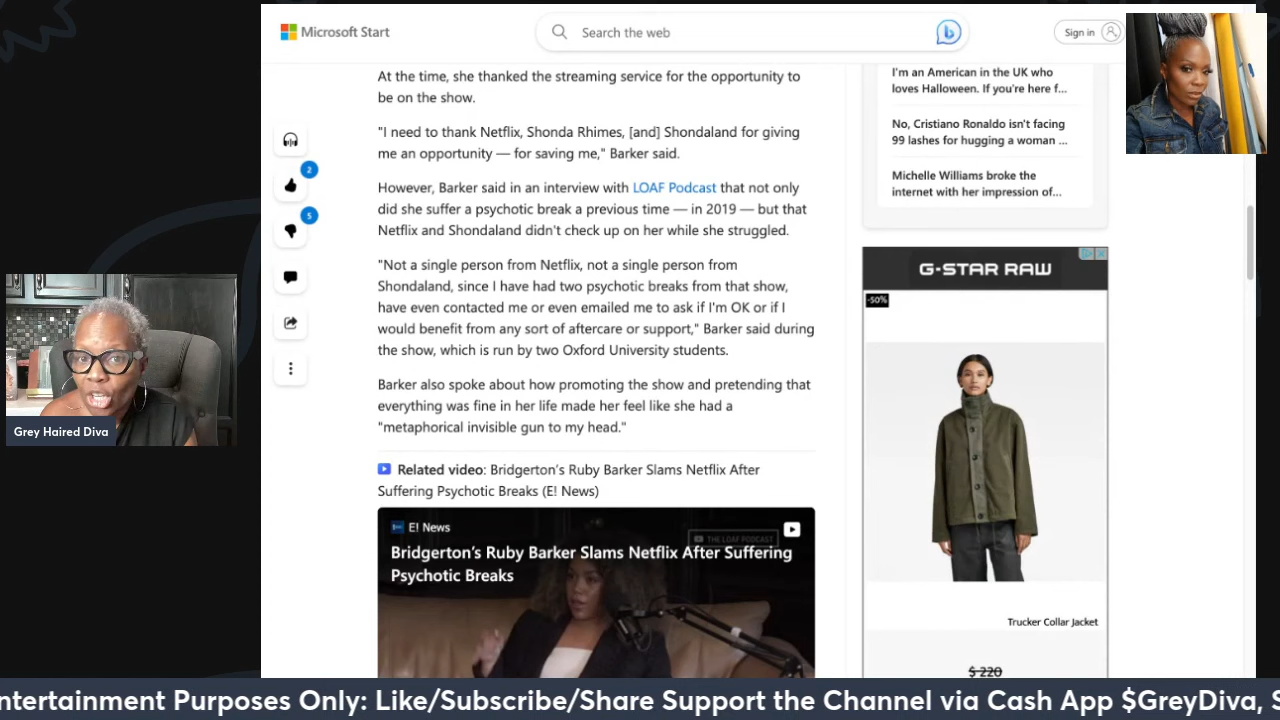 Microsoft Start
Search the web
Sign in
At the time, she thanked the streaming service for the opportunity to
be on the show.
"I need to thank Netflix, Shonda Rhimes, [and] Shondaland for giving
me an opportunity — for saving me," Barker said.
However, Barker said in an interview with LOAF Podcast that not only
did she suffer a psychotic break a previous time — in 2019 — but that
Netflix and Shondaland didn't check up on her while she struggled.
"Not a single person from Netflix, not a single person from
Shondaland, since I have had two psychotic breaks from that show,
have even contacted me or even emailed me to ask if I'm OK or if I
would benefit from any sort of aftercare or support," Barker said during
the show, which is run by two Oxford University students.
Barker also spoke about how promoting the show and pretending that
everything was fine in her life made her feel like she had a
"metaphorical invisible gun to my head."
Related video: Bridgerton's Ruby Barker Slams Netflix After
Suffering Psychotic Breaks (E! News)
E! News
THE LOAF PODCAST
Bridgerton's Ruby Barker Slams Netflix After Suffering
Psychotic Breaks
2
5
I'm an American in the UK who
loves Halloween. If you're here f...
No, Cristiano Ronaldo isn't facing
99 lashes for hugging a woman ...
Michelle Williams broke the
internet with her impression of...
G-STAR RAW
-50%
Trucker Collar Jacket
$ 220
Grey Haired Diva
ntertainment Purposes Only: Like/Subscribe/Share Support the Channel via Cash App $GreyDiva, S